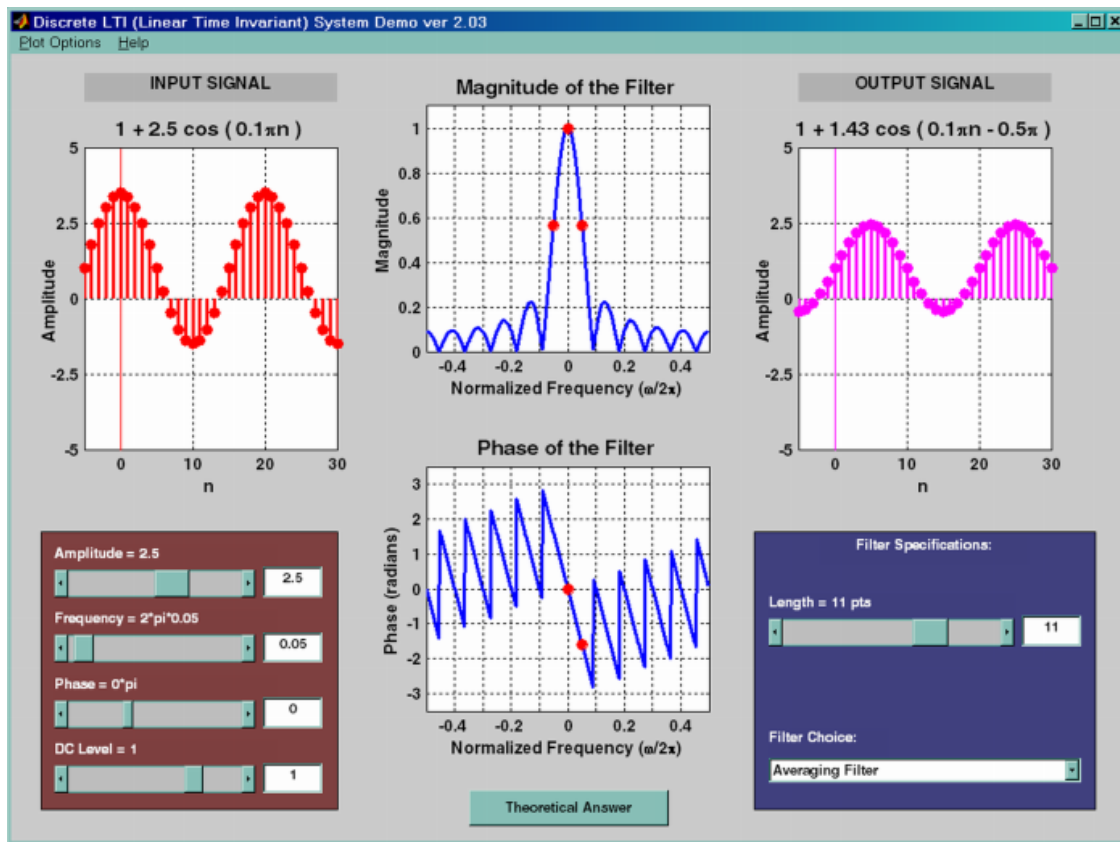 Discrete LTI (Linear Time Invariant) System Demo ver 2.03
Plot Options Help
INPUT SIGNAL
1 + 2.5 cos ( 0.1πn )
5
2.5
0
-2.5
-5
Amplitude
0 10 20 30
n
Magnitude of the Filter
1
0.8
0.6
0.4
0.2
0
Magnitude
-0.4 -0.2 0 0.2 0.4
Normalized Frequency (ω/2π)
OUTPUT SIGNAL
1 + 1.43 cos ( 0.1πn - 0.5π )
5
2.5
0
-2.5
-5
Amplitude
0 10 20 30
n
Phase of the Filter
3
2
1
0
-1
-2
-3
Phase (radians)
-0.4 -0.2 0 0.2 0.4
Normalized Frequency (ω/2π)
Amplitude = 2.5
2.5
Frequency = 2*pi*0.05
0.05
Phase = 0*pi
0
DC Level = 1
1
Theoretical Answer
Filter Specifications:
Length = 11 pts
11
Filter Choice:
Averaging Filter